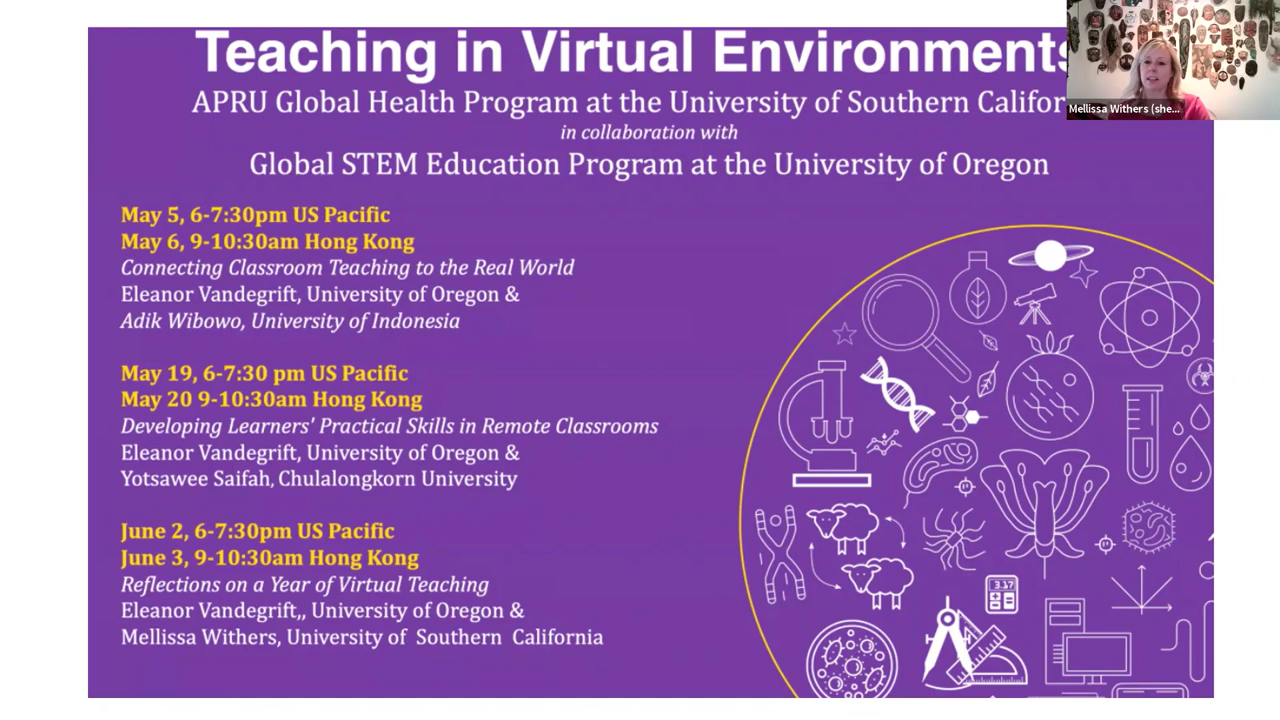 Teaching in Virtual Environments
APRU Global Health Program at the University of Southern Califor
in collaboration with
Global STEM Education Program at the University of Oregon
Mellissa Withers (she...
May 5, 6-7:30pm US Pacific
May 6, 9-10:30am Hong Kong
Connecting Classroom Teaching to the Real World
Eleanor Vandegrift, University of Oregon &
Adik Wibowo, University of Indonesia
May 19, 6-7:30 pm US Pacific
May 20 9-10:30am Hong Kong
Developing Learners' Practical Skills in Remote Classrooms
Eleanor Vandegrift, University of Oregon &
Yotsawee Saifah, Chulalongkorn University
June 2, 6-7:30pm US Pacific
June 3, 9-10:30am Hong Kong
Reflections on a Year of Virtual Teaching
Eleanor Vandegrift,, University of Oregon &
Mellissa Withers, University of Southern California
3.17